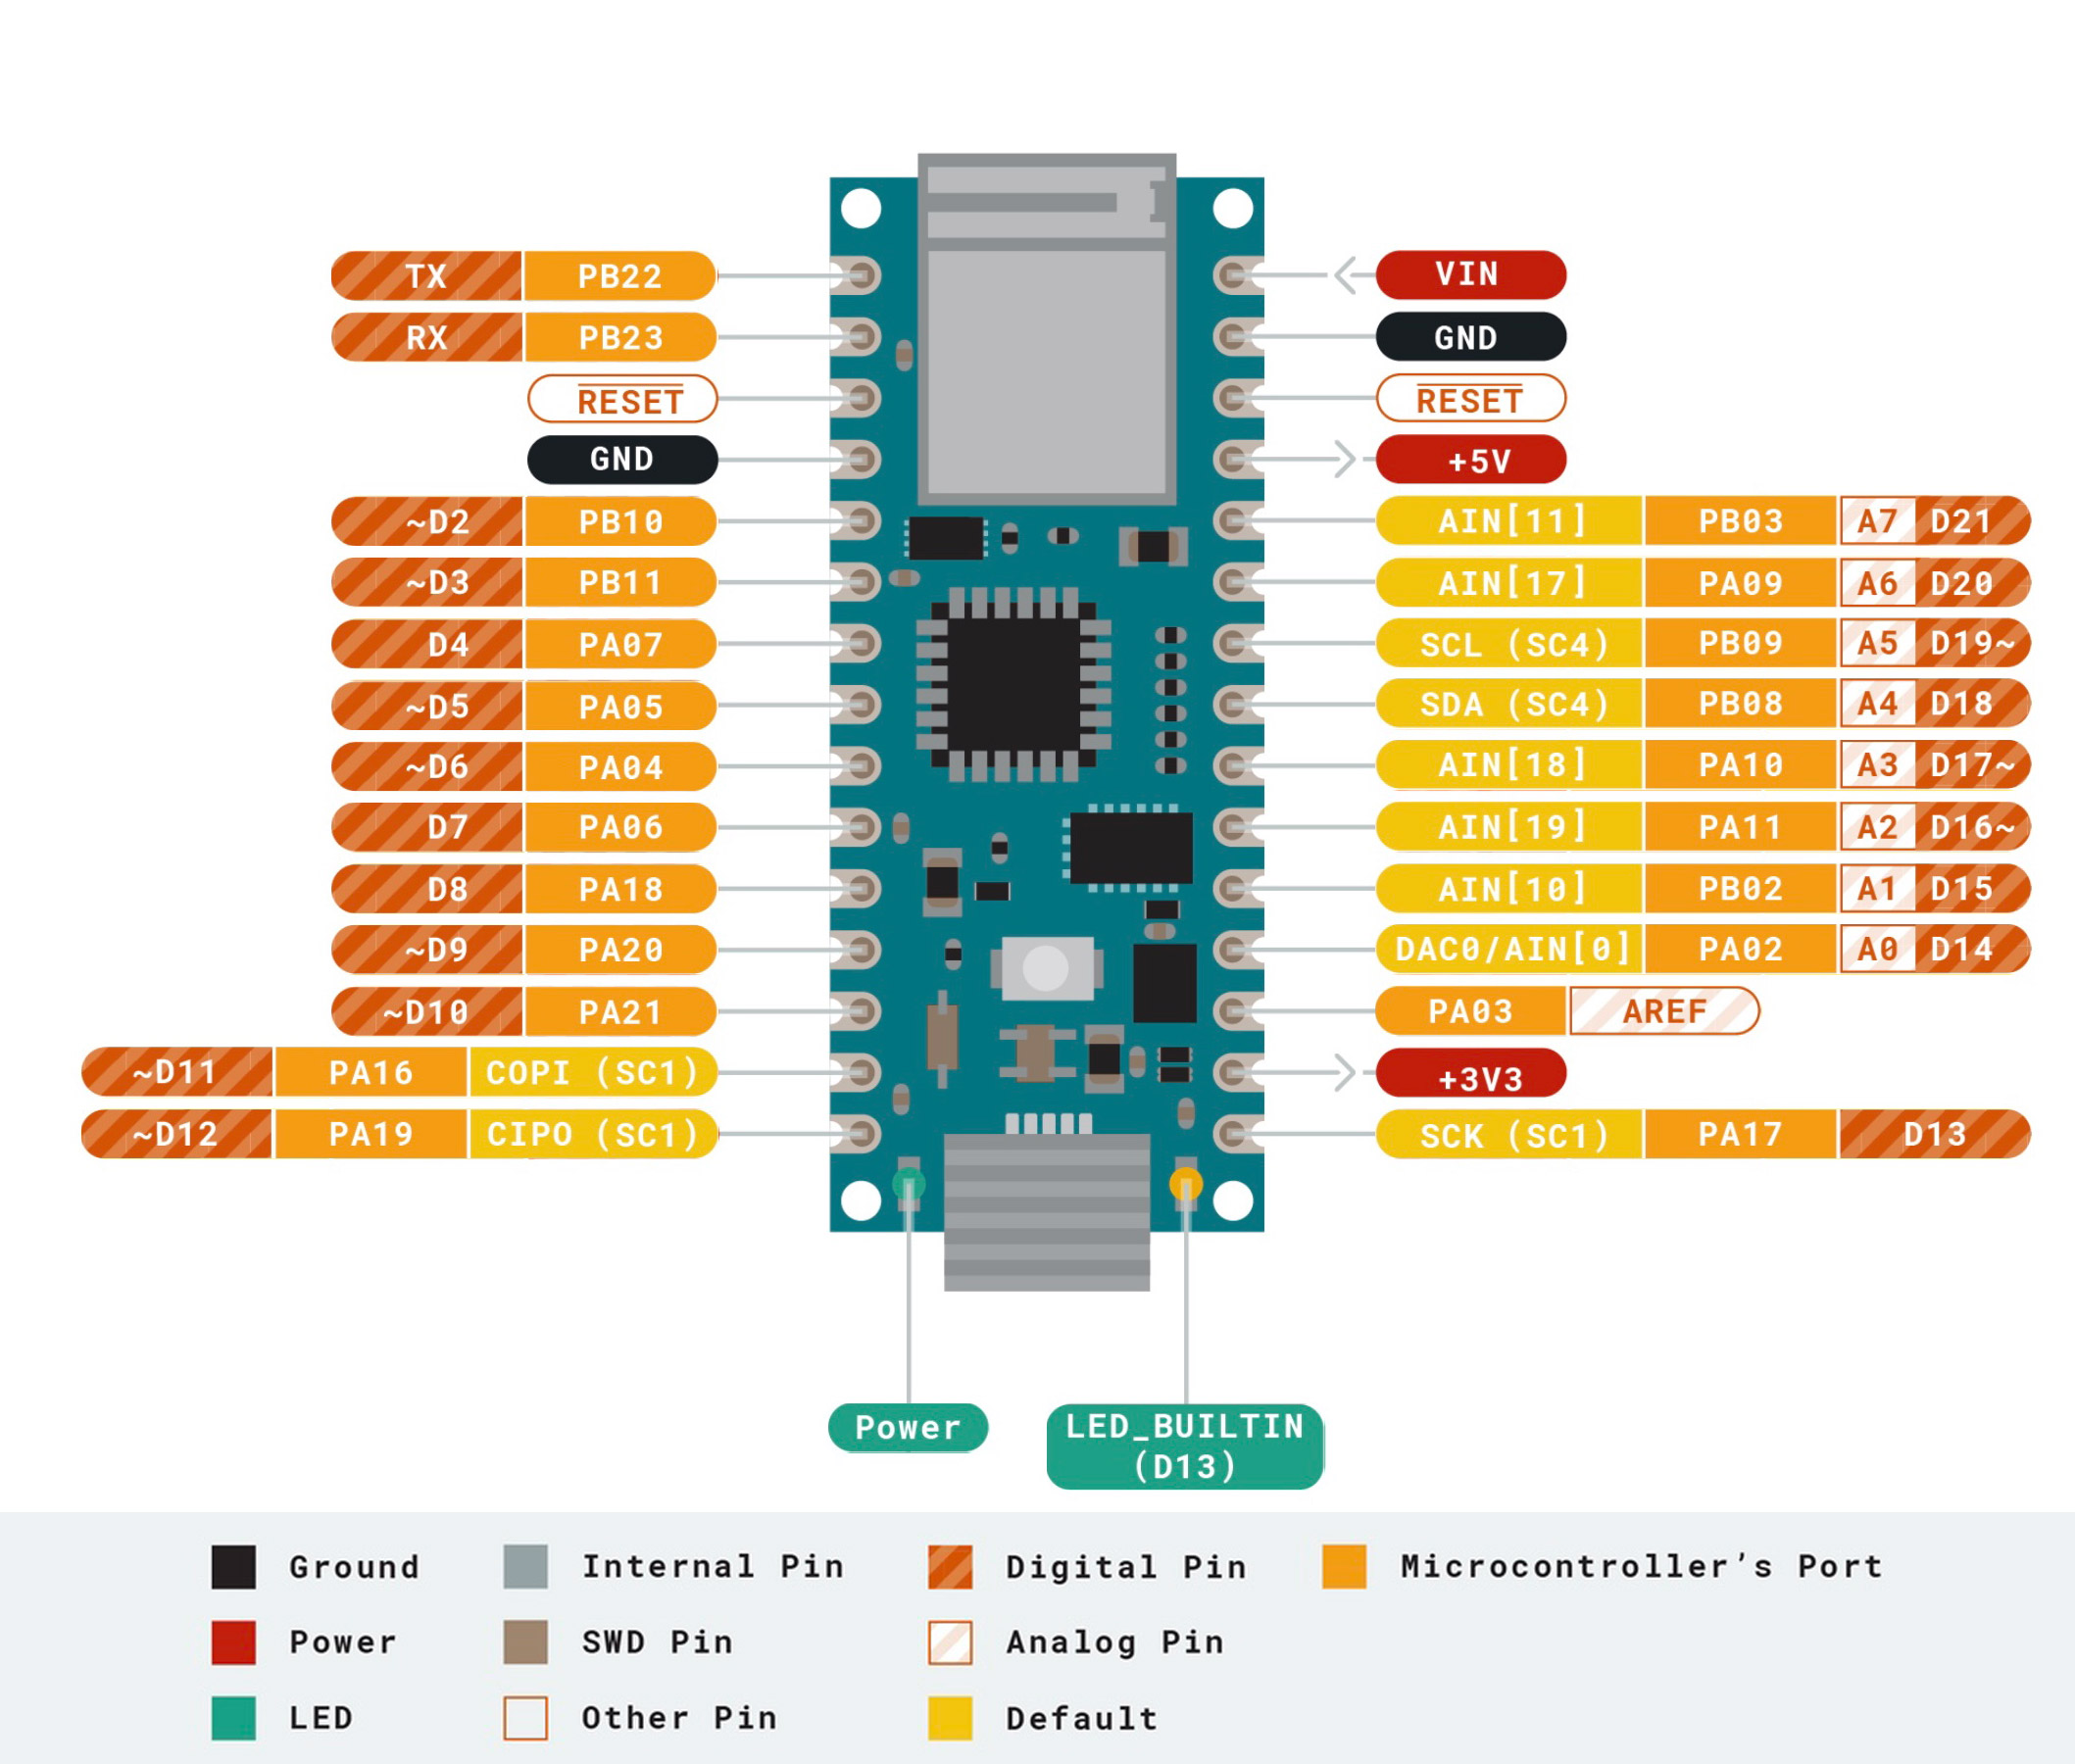 TX PB22
RX PB23
RESET
GND
~D2 PB10
~D3 PB11
D4 PA07
~D5 PA05
~D6 PA04
D7 PA06
D8 PA18
~D9 PA20
~D10 PA21
~D11 PA16 COPI (SC1)
~D12 PA19 CIPO (SC1)
VIN
GND
RESET
+5V
AIN[11] PB03 A7 D21
AIN[17] PA09 A6 D20
SCL (SC4) PB09 A5 D19~
SDA (SC4) PB08 A4 D18
AIN[18] PA10 A3 D17~
AIN[19] PA11 A2 D16~
AIN[10] PB02 A1 D15
DAC0/AIN[0] PA02 A0 D14
PA03 AREF
+3V3
SCK (SC1) PA17 D13
Power
LED_BUILTIN
(D13)
Ground
Power
LED
Internal Pin
SWD Pin
Other Pin
Digital Pin
Analog Pin
Default
Microcontroller’s Port